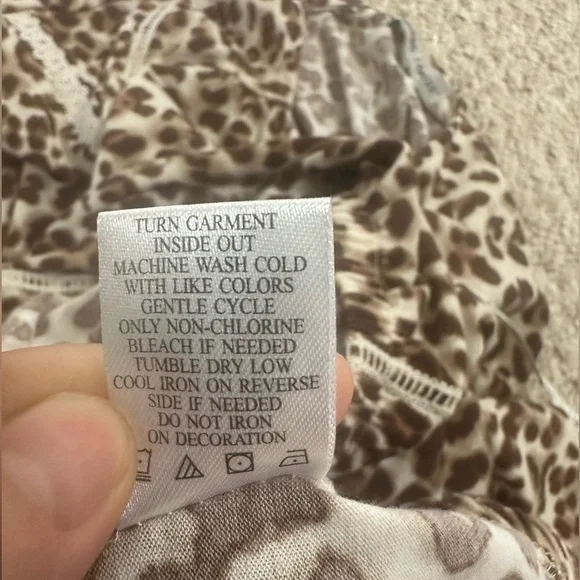 TURN GARMENT
INSIDE OUT
MACHINE WASH COLD
WITH LIKE COLORS
GENTLE CYCLE
ONLY NON-CHLORINE
BLEACH IF NEEDED
TUMBLE DRY LOW
COOL IRON ON REVERSE
SIDE IF NEEDED
DO NOT IRON
ON DECORATION